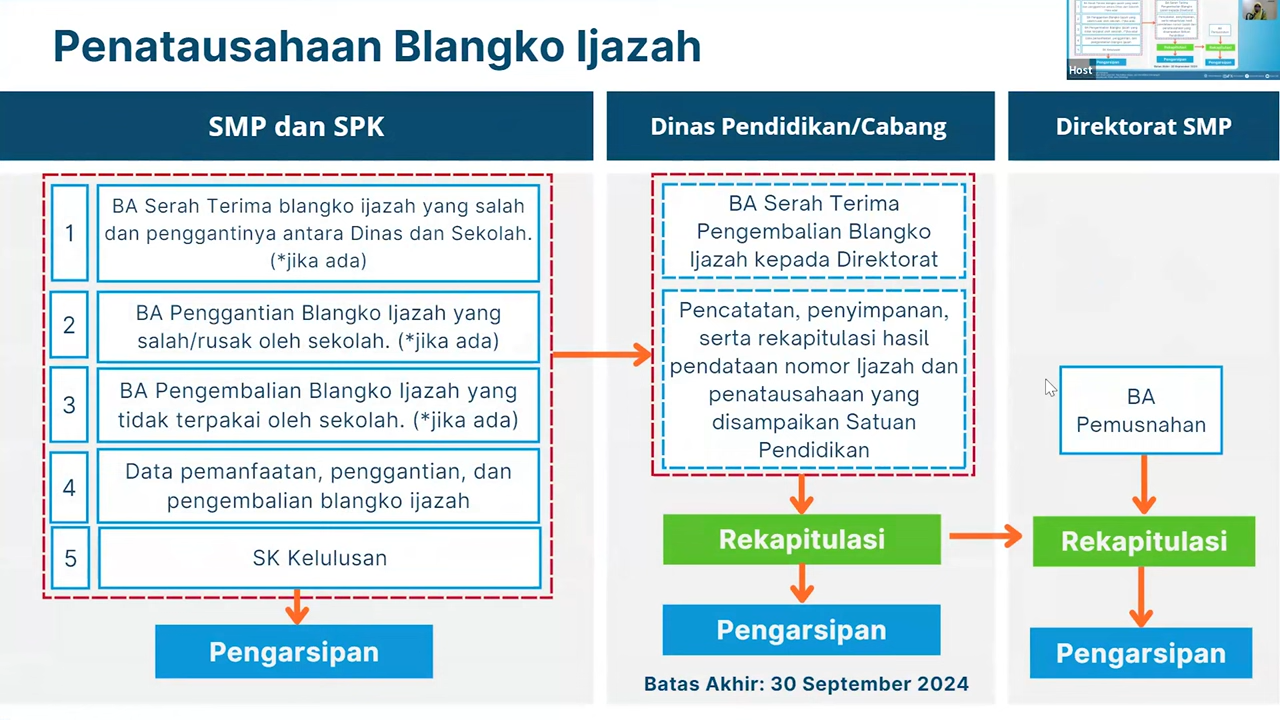 Penatausahaan Blangko Ijazah
Host
SMP dan SPK
1
BA Serah Terima blangko ijazah yang salah
dan penggantinya antara Dinas dan Sekolah.
(*jika ada)
2
BA Penggantian Blangko Ijazah yang
salah/rusak oleh sekolah. (*jika ada)
3
BA Pengembalian Blangko Ijazah yang
tidak terpakai oleh sekolah. (*jika ada)
4
Data pemanfaatan, penggantian, dan
pengembalian blangko ijazah
5
SK Kelulusan
Pengarsipan
Dinas Pendidikan/Cabang
BA Serah Terima
Pengembalian Blangko
Ijazah kepada Direktorat
Pencatatan, penyimpanan,
serta rekapitulasi hasil
pendataan nomor Ijazah dan
penatausahaan yang
disampaikan Satuan
Pendidikan
Rekapitulasi
Pengarsipan
Batas Akhir: 30 September 2024
Direktorat SMP
BA
Pemusnahan
Rekapitulasi
Pengarsipan